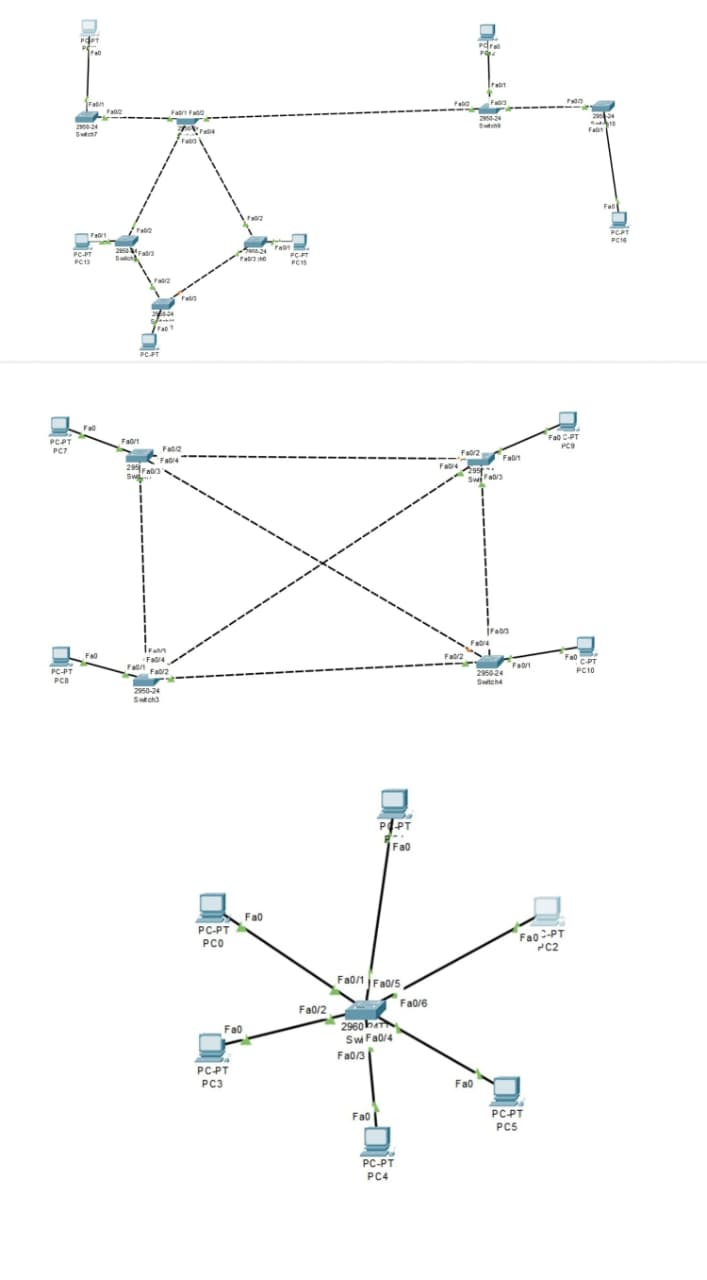 PC-PT
Fa0
Fa0/1
Fa0/2
2950-24
Switch7
Fa0/1 Fa0/2
Fa0/4
Fa0/3
Fa0
Fa0/1
Fa0/2
Fa0/3
2950-24
Fa0/3
Fa0/1
Fa0
PC-PT
PC16
Fa0/1
Fa0/2
PC-PT
PC13
Fa0/3
Fa0/2
Fa0/1
Fa0/3
PC-PT
PC15
Fa0/2
Fa0/3
PC-PT
Fa0
PC-PT
PC7
Fa0/1
Fa0/2
Fa0/4
Fa0/3
Fa0
C-PT
PC9
Fa0/2
Fa0/1
Fa0/4
Fa0/3
Fa0
PC-PT
PC8
Fa0/4
Fa0/1
Fa0/2
2950-24
Switch3
Fa0/3
Fa0/4
Fa0/2
Fa0/1
2950-24
Switch4
Fa0
C-PT
PC10
PC-PT
Fa0
Fa0
PC-PT
PC0
Fa0
C-PT
PC2
Fa0/1
Fa0/5
Fa0/6
Fa0/2
2960
Fa0/4
Fa0/3
Fa0
PC-PT
PC3
Fa0
PC-PT
PC5
Fa0
PC-PT
PC4